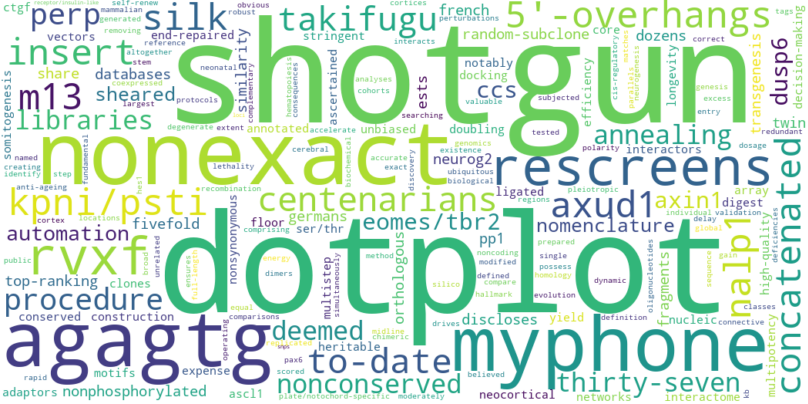 ctgf perp silk takifugu french 5'-overhangs tags
self-renew mammalian cortices
generated robust perturbations
removing obvious
vectors reference stringent random-subclone core dozens
end-repaired altogether interacts
insert stem docking notably
databases shotgun
m13 share similarity
sheared ests ccs
libraries neonatal protocols
largest consequences
somitogenesis complementary
hematopoiesis cohorts ascertained
analyses valuable searching
efficiency cis-regulatory matches
parallel neurogenesis
genesis excess entry
longevity transgenesis
dusp6 decision-making
subjected tested twin
coexpressed degenerate extent
annotated accelerate unbiased doubling
polarity interactors redundant
named creating identify step
lethality genomics existence
annealing correct
nonexact rescreens
fundamental cerebral biochemical accurate exact discovery
neurog2 ubiquitous biological dosage
anti-ageing hes1 recombination
kpni/psti centenarians axud1 axin1 array
pleiotropic individual validation
cortex locations regions digest delay global
automation fivefold floor germans eomes/tbr2 ligated nomenclature
nonsynonymous comprising ser/thr
public broad unrelated energy
rvxf dotplot nalp1 concatenated
full-length ensures pp1 method
top-ranking clones multistep simultaneously orthologous
dimers noncoding modified prepared single
oligonucleotides fragments dynamic sequence gain high-quality
conserved construction silico defined possess
procedure motifs heritable compare homology
equal comparisons hallmark evolution
agagtg deemed midline discloses yield nucleic classes
operating chimeric drives definition connective deficiencies
rapid expense pax6 to-date myphone
scored believed kb
adaptors nonphosphorylated ascl1 nonconserved thirty-seven
plate/notochord-specific moderately neocortical networks interactome multipotency